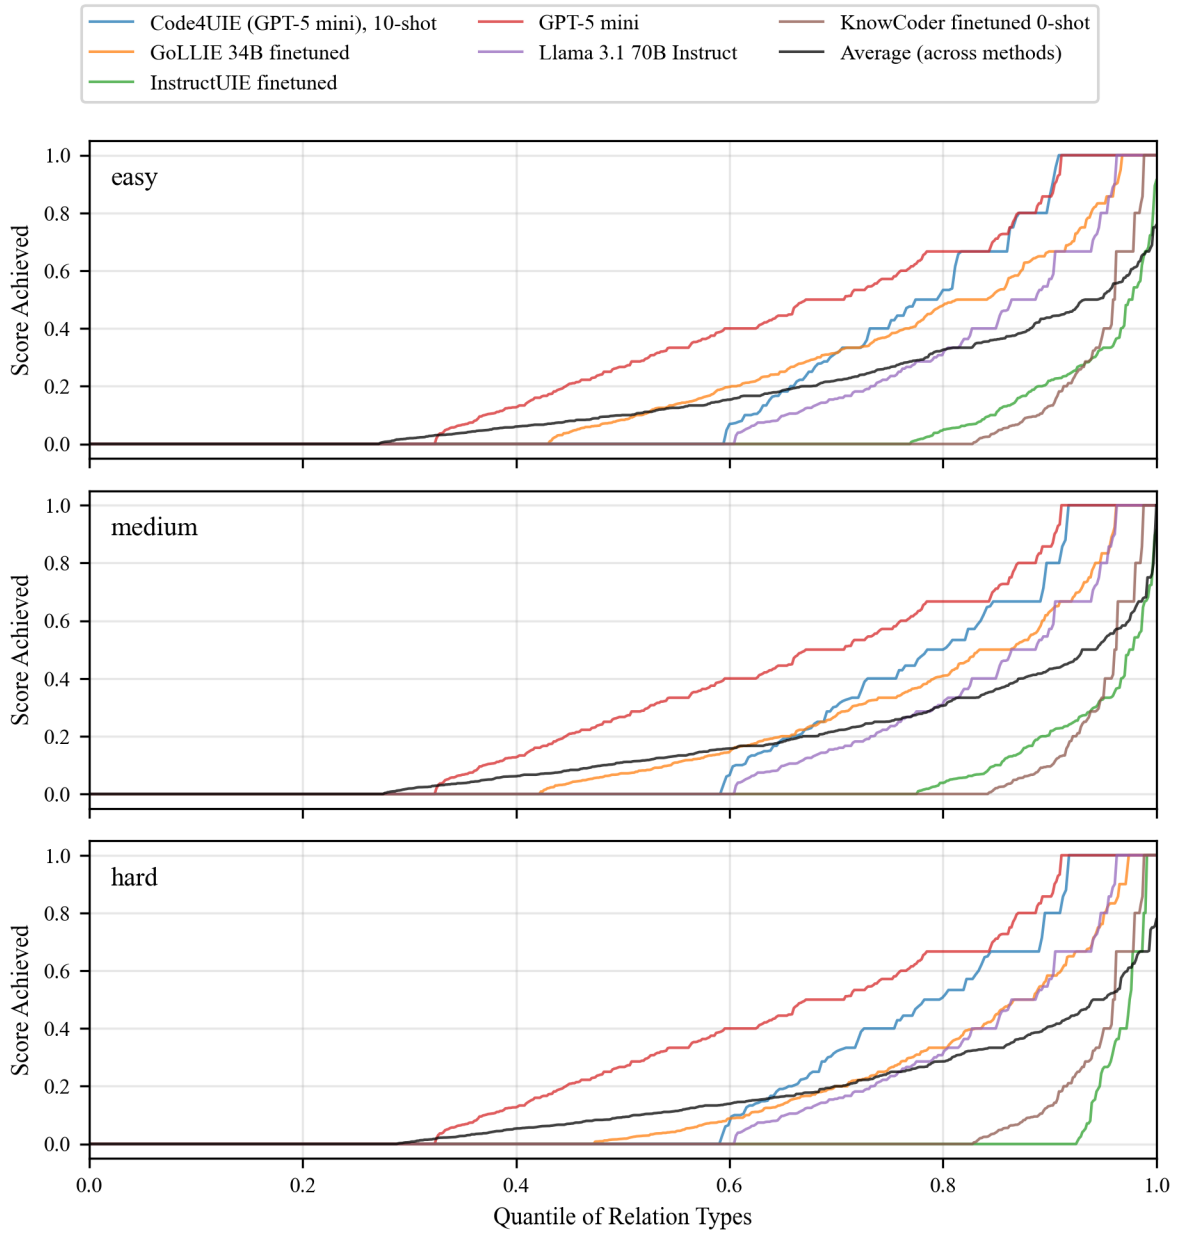 Code4UIE (GPT-5 mini), 10-shot
GoLLIE 34B finetuned
InstructUIE finetuned
GPT-5 mini
Llama 3.1 70B Instruct
KnowCoder finetuned 0-shot
Average (across methods)
easy
1.0
0.8
0.6
0.4
0.2
0.0
Score Achieved
medium
1.0
0.8
0.6
0.4
0.2
0.0
Score Achieved
hard
1.0
0.8
0.6
0.4
0.2
0.0
Score Achieved
0.0 0.2 0.4 0.6 0.8 1.0
Quantile of Relation Types